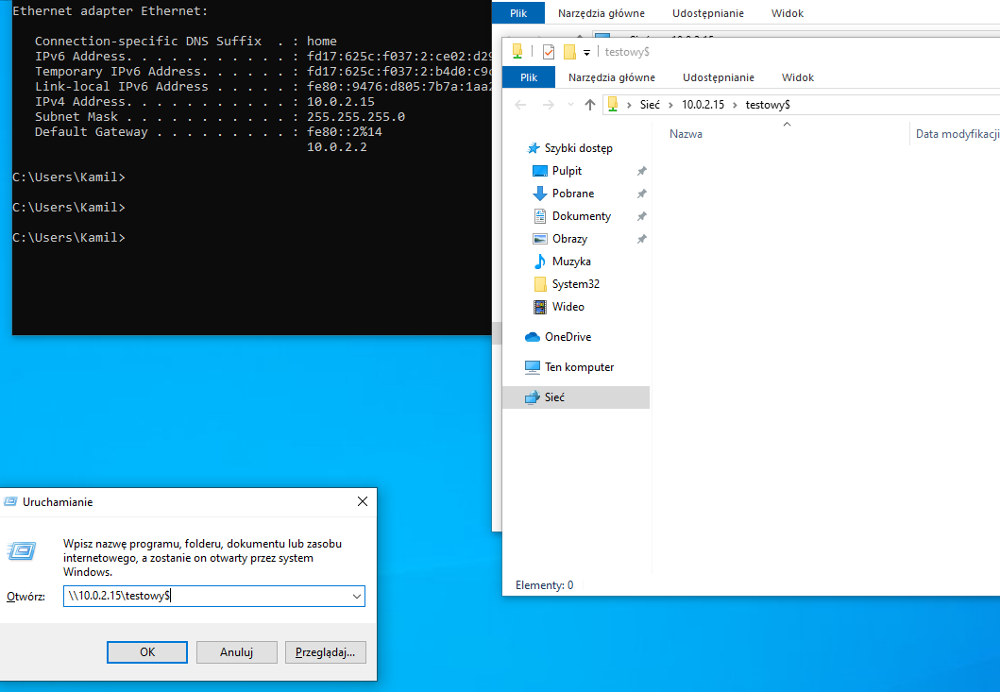 Ethernet adapter Ethernet:
Connection-specific DNS Suffix . : home
IPv6 Address. . . . . . . . . . . : fd17:625c:f037:2:ce02:d29
Temporary IPv6 Address. . . . . . : fd17:625c:f037:2:b4d0:c9c
Link-local IPv6 Address . . . . . : fe80::9476:d805:7b7a:1aa2
IPv4 Address. . . . . . . . . . . : 10.0.2.15
Subnet Mask . . . . . . . . . . . : 255.255.255.0
Default Gateway . . . . . . . . . : fe80::2%14
10.0.2.2
C:\Users\Kamil>
C:\Users\Kamil>
C:\Users\Kamil>
Plik Narzędzia główne Udostępnianie Widok
testowy$
Plik Narzędzia główne Udostępnianie Widok
Sieć > 10.0.2.15 > testowy$
Nazwa Data modyfikacji
Szybki dostęp
Pulpit
Pobrane
Dokumenty
Obrazy
Muzyka
System32
Wideo
OneDrive
Ten komputer
Sieć
Elementy: 0
Uruchamianie
Wpisz nazwę programu, folderu, dokumentu lub zasobu
internetowego, a zostanie on otwarty przez system
Windows.
Otwórz: \\10.0.2.15\testowy$
OK Anuluj Przeglądaj...